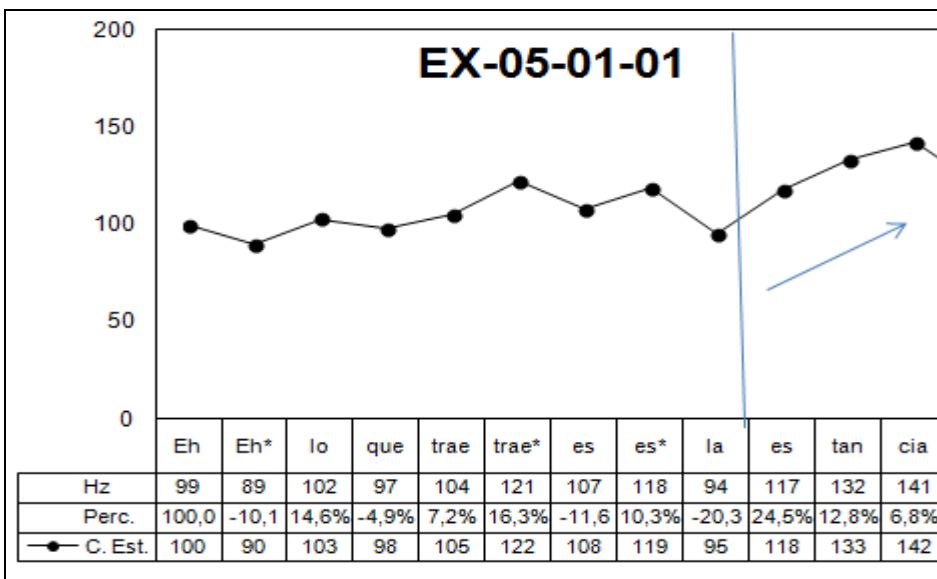 200
EX-05-01-01
150
100
50
0
Eh Eh* lo que trae trae* es es* la es tan cia
Hz 99 89 102 97 104 121 107 118 94 117 132 141
Perc. 100,0 -10,1 14,6% -4,9% 7,2% 16,3% -11,6 10,3% -20,3 24,5% 12,8% 6,8%
C. Est. 100 90 103 98 105 122 108 119 95 118 133 142